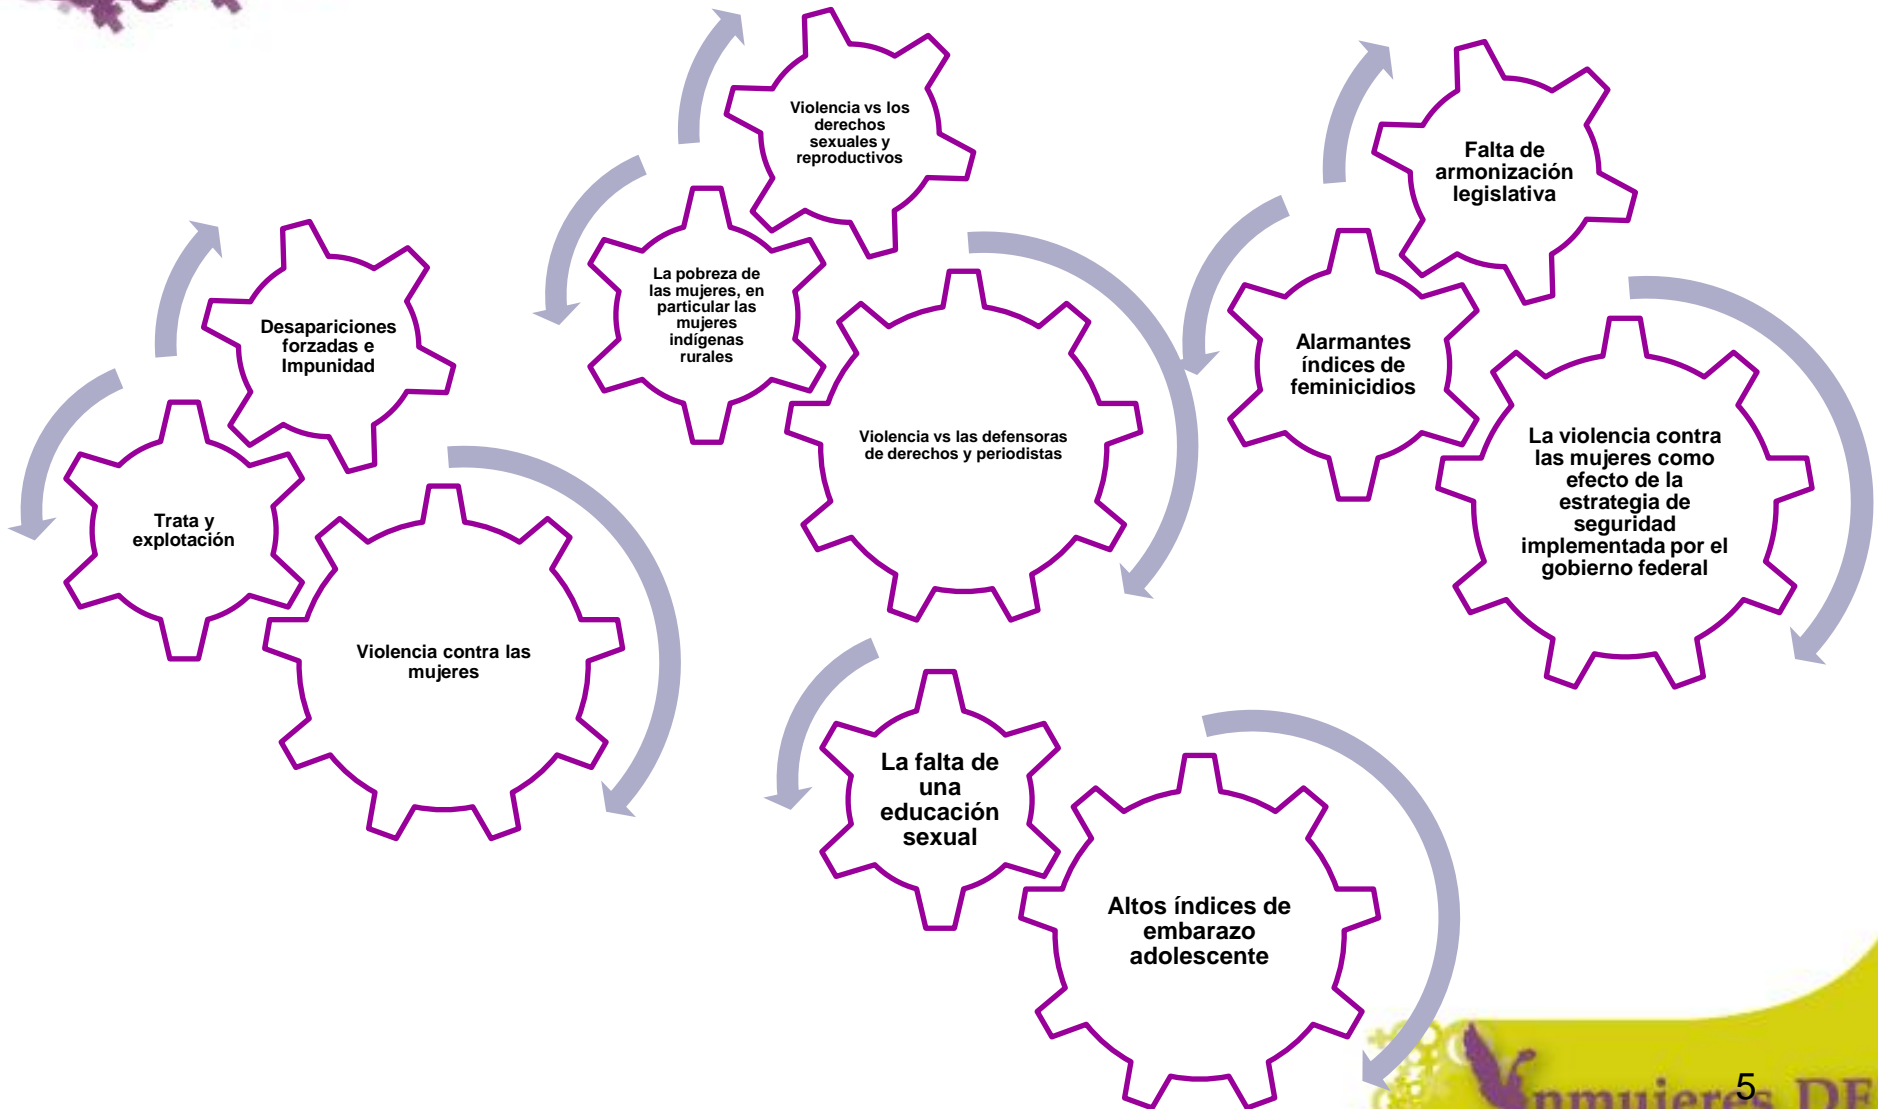 Violencia vs los
derechos
sexuales y
reproductivos
La pobreza de
las mujeres, en
particular las
mujeres
indígenas
rurales
Violencia vs las defensoras
de derechos y periodistas
Falta de
armonización
legislativa
Alarmantes
índices de
feminicidios
La violencia contra
las mujeres como
efecto de la
estrategia de
seguridad
implementada por el
gobierno federal
Desapariciones
forzadas e
Impunidad
Trata y
explotación
Violencia contra las
mujeres
La falta de
una
educación
sexual
Altos índices de
embarazo
adolescente
5
nmujeres DF